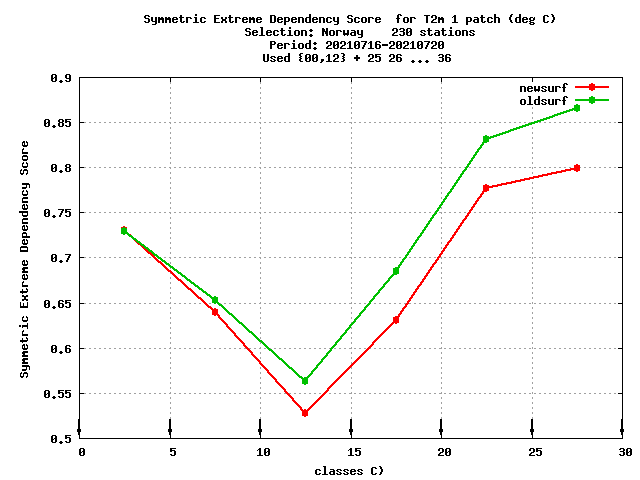 Symmetric Extreme Dependency Score  for T2m 1 patch (deg C)
Selection: Norway    230 stations
Period: 20210716-20210720
Used {00,12} + 25 26 ... 36
newsurf
oldsurf
Symmetric Extreme Dependency Score
0.9
0.85
0.8
0.75
0.7
0.65
0.6
0.55
0.5
0 5 10 15 20 25 30
classes C)